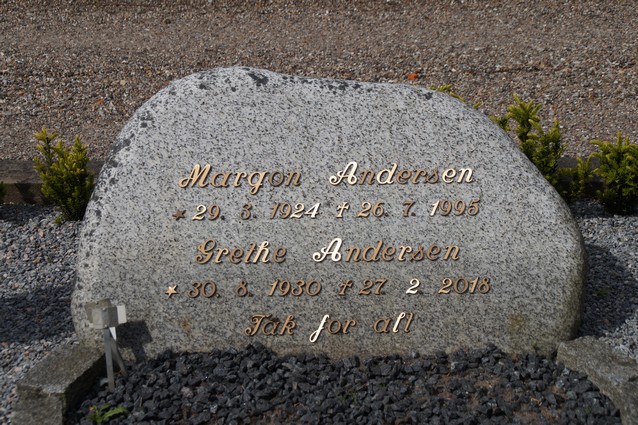 Margon Andersen
* 29. 3. 1924 † 26. 7. 1995
Grethe Andersen
* 30. 8. 1930 † 27. 2. 2018
Tak for alt